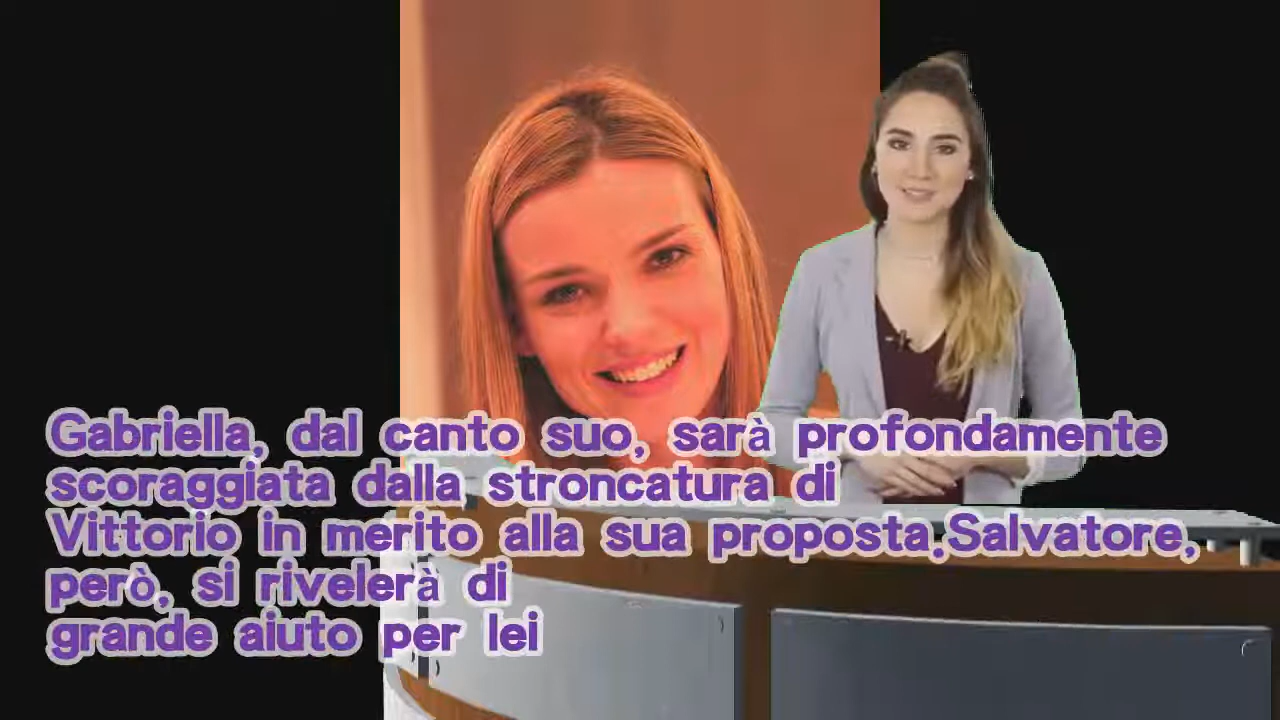 Gabriella, dal canto suo, sarà profondamente
scoraggiata dalla stroncatura di
Vittorio in merito alla sua proposta.Salvatore,
però, si rivelerà di
grande aiuto per lei